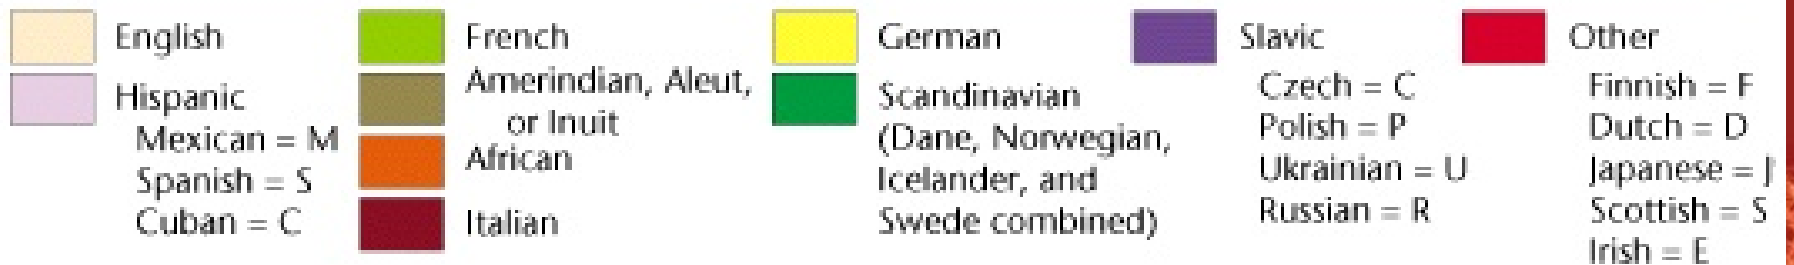 English
Hispanic
Mexican = M
Spanish = S
Cuban = C
French
Amerindian, Aleut,
or Inuit
African
Italian
German
Scandinavian
(Dane, Norwegian,
Icelander, and
Swede combined)
Slavic
Czech = C
Polish = P
Ukrainian = U
Russian = R
Other
Finnish = F
Dutch = D
Japanese = J
Scottish = S
Irish = E